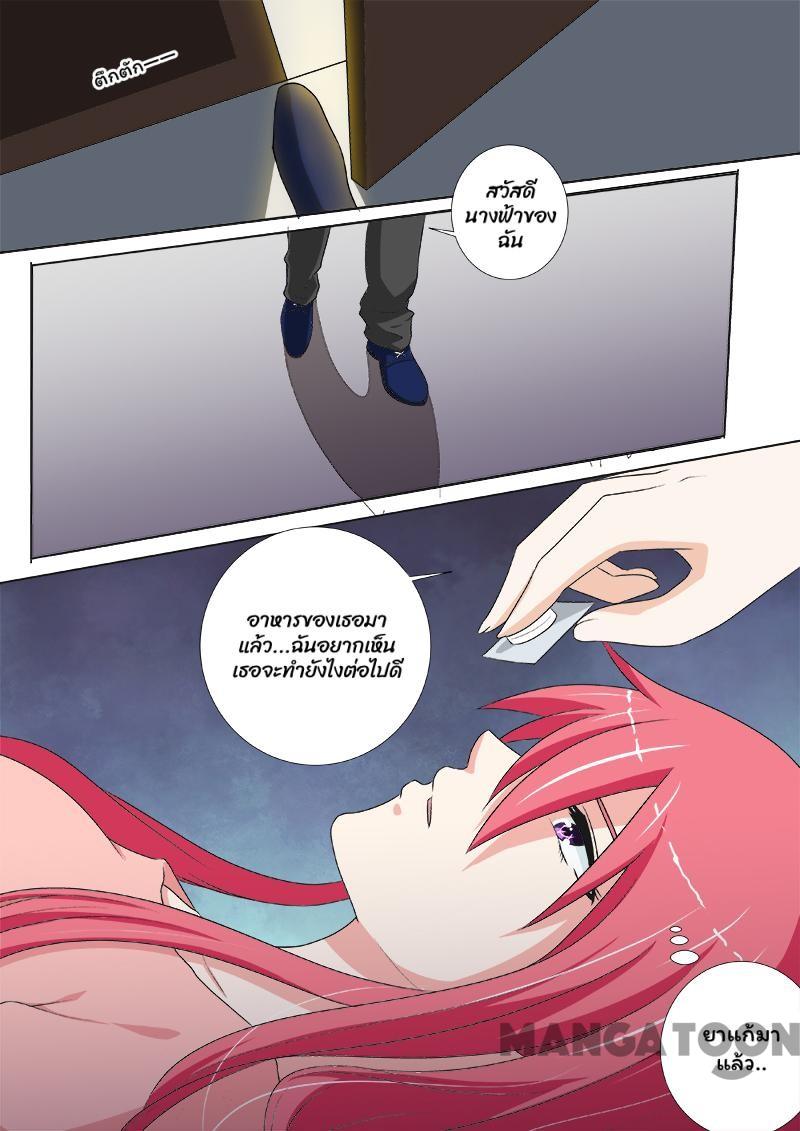 ตึกตัก——
สวัสดี
นางฟ้าของ
ฉัน
อาหารของเธอมา
แล้ว...ฉันอยากเห็น
เธอจะทำยังไงต่อไปดี
ยาแก้มา
แล้ว..
MANGATOON